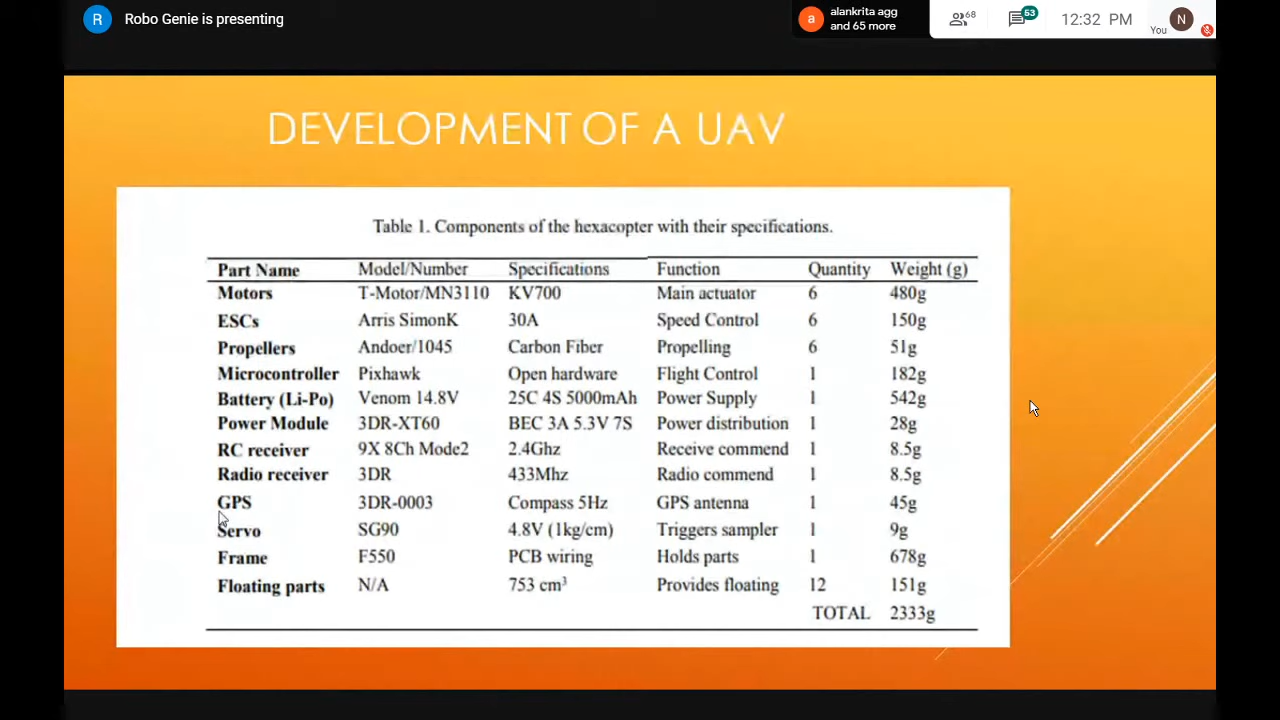 R Robo Genie is presenting
a alankrita agg
and 65 more
68
53
12:32 PM
You
N
DEVELOPMENT OF A UAV
Table 1. Components of the hexacopter with their specifications.
Part Name Model/Number Specifications Function Quantity Weight (g)
Motors T-Motor/MN3110 KV700 Main actuator 6 480g
ESCs Arris SimonK 30A Speed Control 6 150g
Propellers Andoer/1045 Carbon Fiber Propelling 6 51g
Microcontroller Pixhawk Open hardware Flight Control 1 182g
Battery (Li-Po) Venom 14.8V 25C 4S 5000mAh Power Supply 1 542g
Power Module 3DR-XT60 BEC 3A 5.3V 7S Power distribution 1 28g
RC receiver 9X 8Ch Mode2 2.4Ghz Receive commend 1 8.5g
Radio receiver 3DR 433Mhz Radio commend 1 8.5g
GPS 3DR-0003 Compass 5Hz GPS antenna 1 45g
Servo SG90 4.8V (1kg/cm) Triggers sampler 1 9g
Frame F550 PCB wiring Holds parts 1 678g
Floating parts N/A 753 cm³ Provides floating 12 151g
TOTAL 2333g